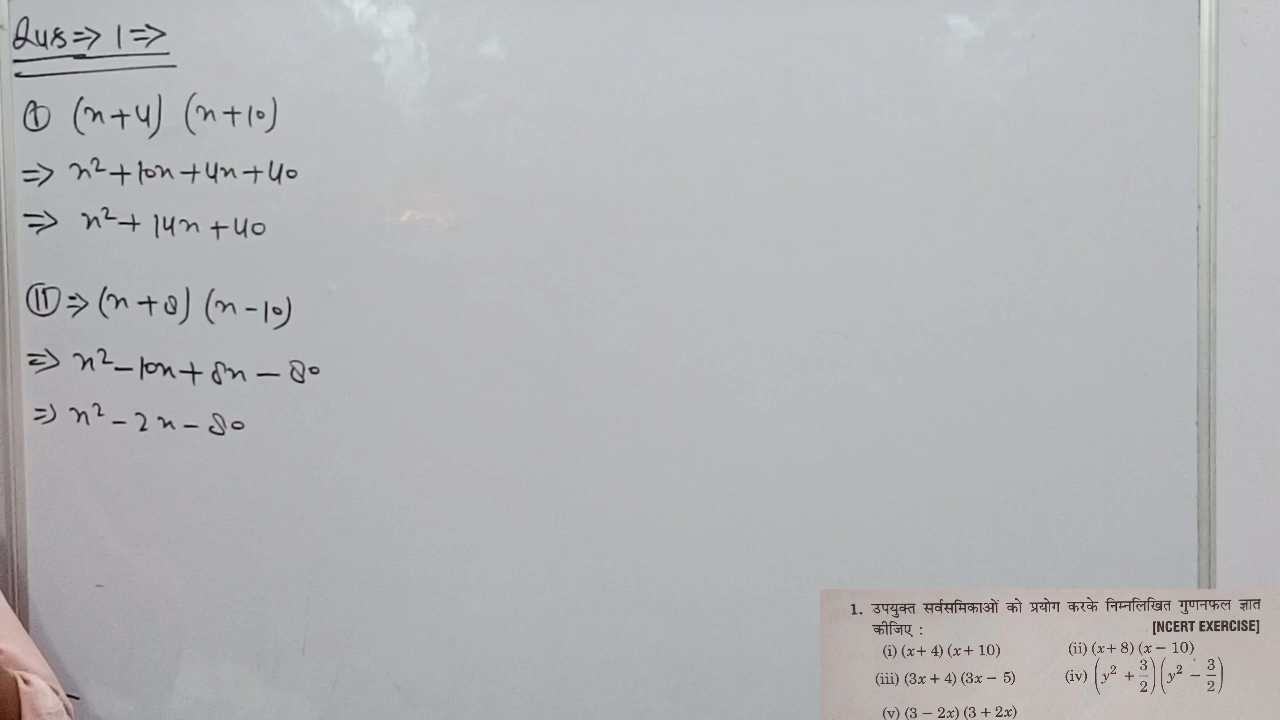 Ques ⇒ 1 ⇒
(I) (x+4) (x+10)
⇒ x²+10x+4x+40
⇒ x²+14x+40
(II) ⇒ (x+8) (x-10)
⇒ x²-10x+8x-80
⇒ x²-2x-80
1. उपयुक्त सर्वसमिकाओं को प्रयोग करके निम्नलिखित गुणनफल ज्ञात
कीजिए : [NCERT EXERCISE]
(i) (x+ 4) (x + 10) (ii) (x+ 8) (x − 10)
(iii) (3x + 4) (3x − 5) (iv) (y² + 3/2)(y² − 3/2)
(v) (3 − 2x) (3 + 2x)